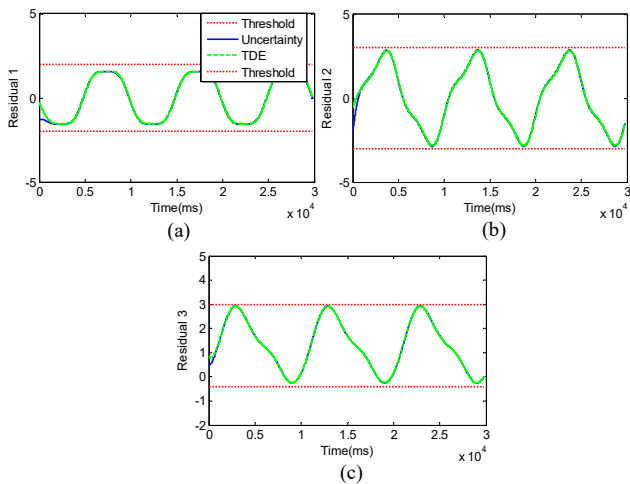 5
0
-5
Residual 1
0 0.5 1 1.5 2 2.5 3 0
Time(ms)
x 10^4
(a)
Threshold
Uncertainty
TDE
Threshold
5
0
-5
Residual 2
0.5 1 1.5 2 2.5 3
Time(ms)
x 10^4
(b)
5
4
3
2
1
0
-1
-2
Residual 3
0 0.5 1 1.5 2 2.5 3
Time(ms)
x 10^4
(c)